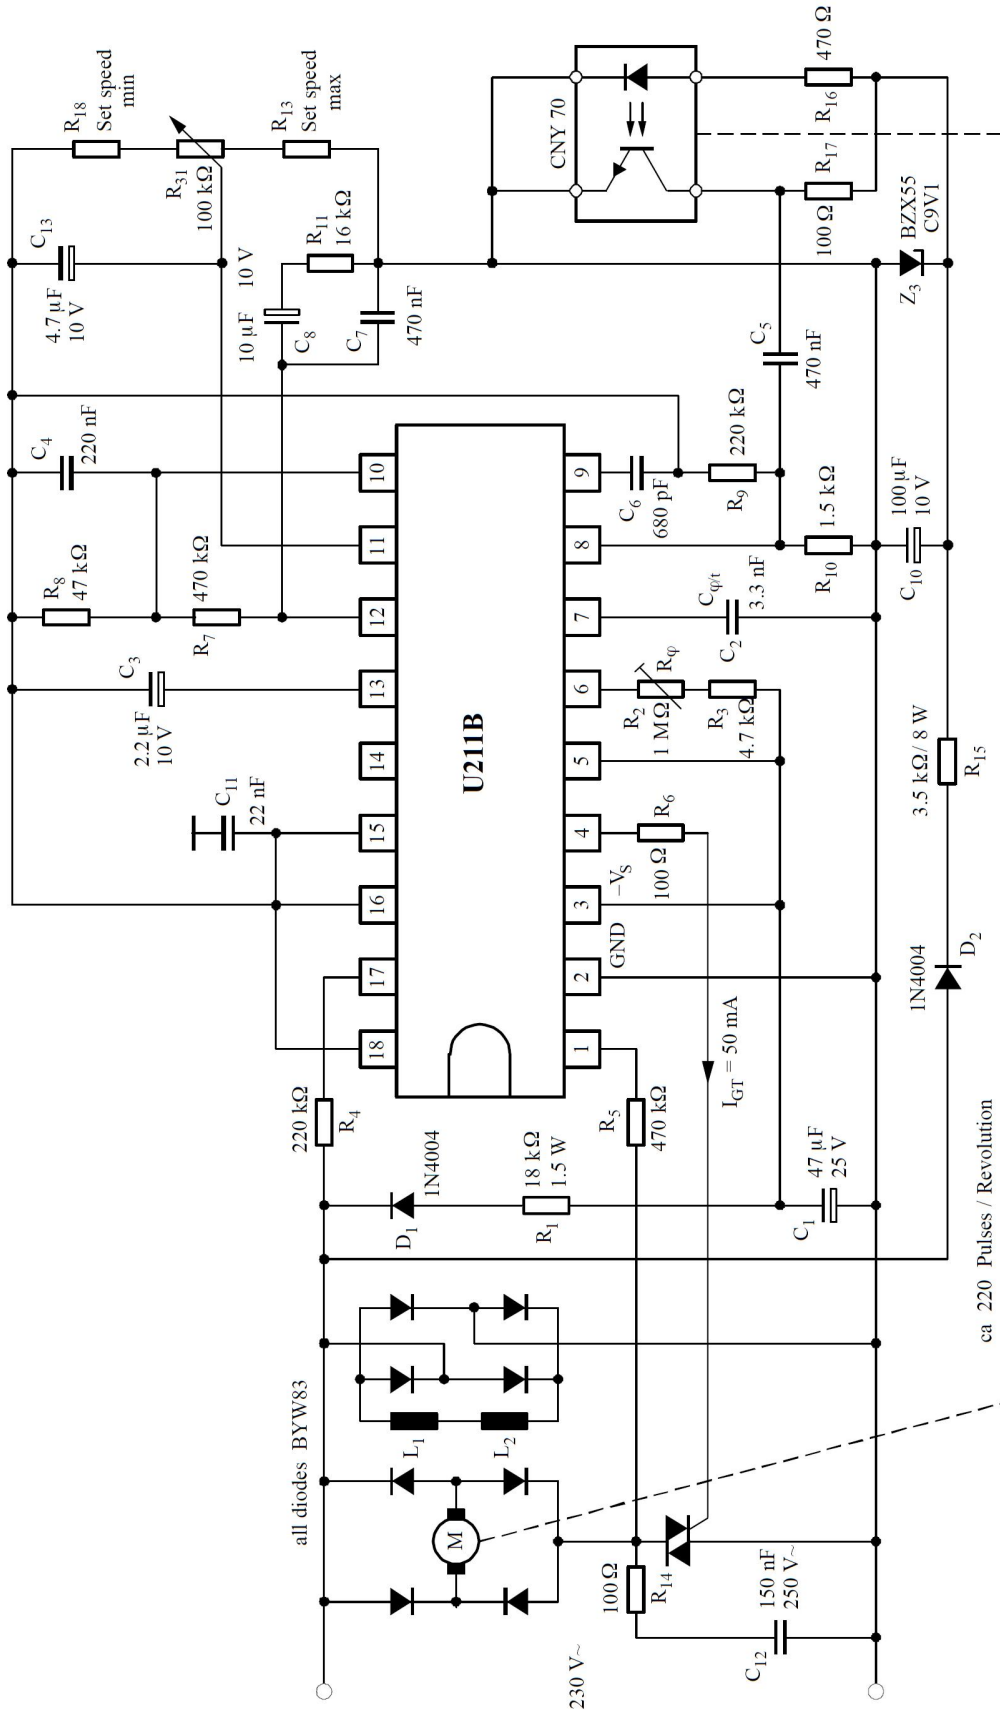 R18
Set speed
min
R31
100 kΩ
R13
Set speed
max
C13
4.7 µF
10 V
R11
16 kΩ
10 V
10 µF
C8
C7
470 nF
CNY 70
470 Ω
R16
R17
100 Ω
BZX55
C9V1
Z3
C5
470 nF
C4
220 nF
R8
47 kΩ
470 kΩ
R7
C3
2.2 µF
10 V
C11
22 nF
10
11
12
13
14
15
16
17
18
U211B
9
8
7
6
5
4
3
2
1
C6
680 pF
220 kΩ
R9
1.5 kΩ
R10
100 µF
10 V
C10
Cφ/t
C2
3.3 nF
Rφ
R2
1 MΩ
R3
4.7 kΩ
R6
100 Ω
–VS
GND
3.5 kΩ/ 8 W
R15
1N4004
D2
IGT = 50 mA
220 kΩ
R4
R5
470 kΩ
1N4004
D1
18 kΩ
1.5 W
R1
47 µF
25 V
C1
ca 220 Pulses / Revolution
all diodes BYW83
L1
L2
M
100 Ω
R14
150 nF
250 V~
C12
230 V~